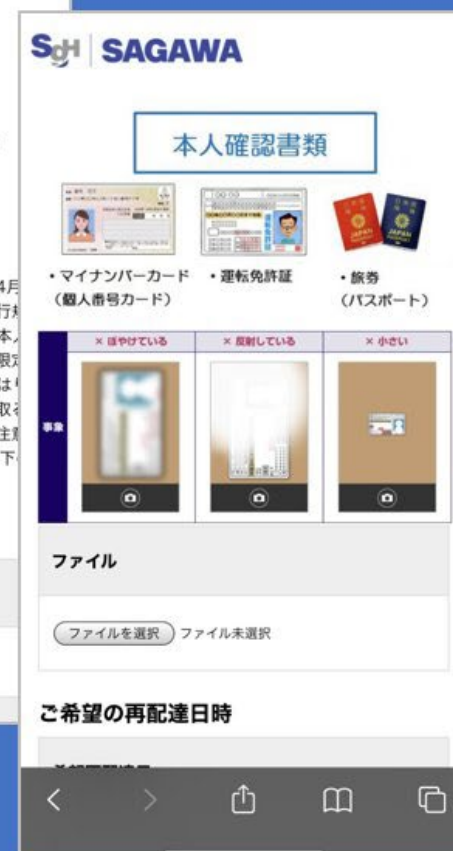 SGH SAGAWA
本人確認書類
・マイナンバーカード
（個人番号カード）
・運転免許証
・旅券
（パスポート）
JAPAN
JAPAN
× ぼやけている
× 反射している
× 小さい
事象
ファイル
ファイルを選択 ファイル未選択
ご希望の再配達日時